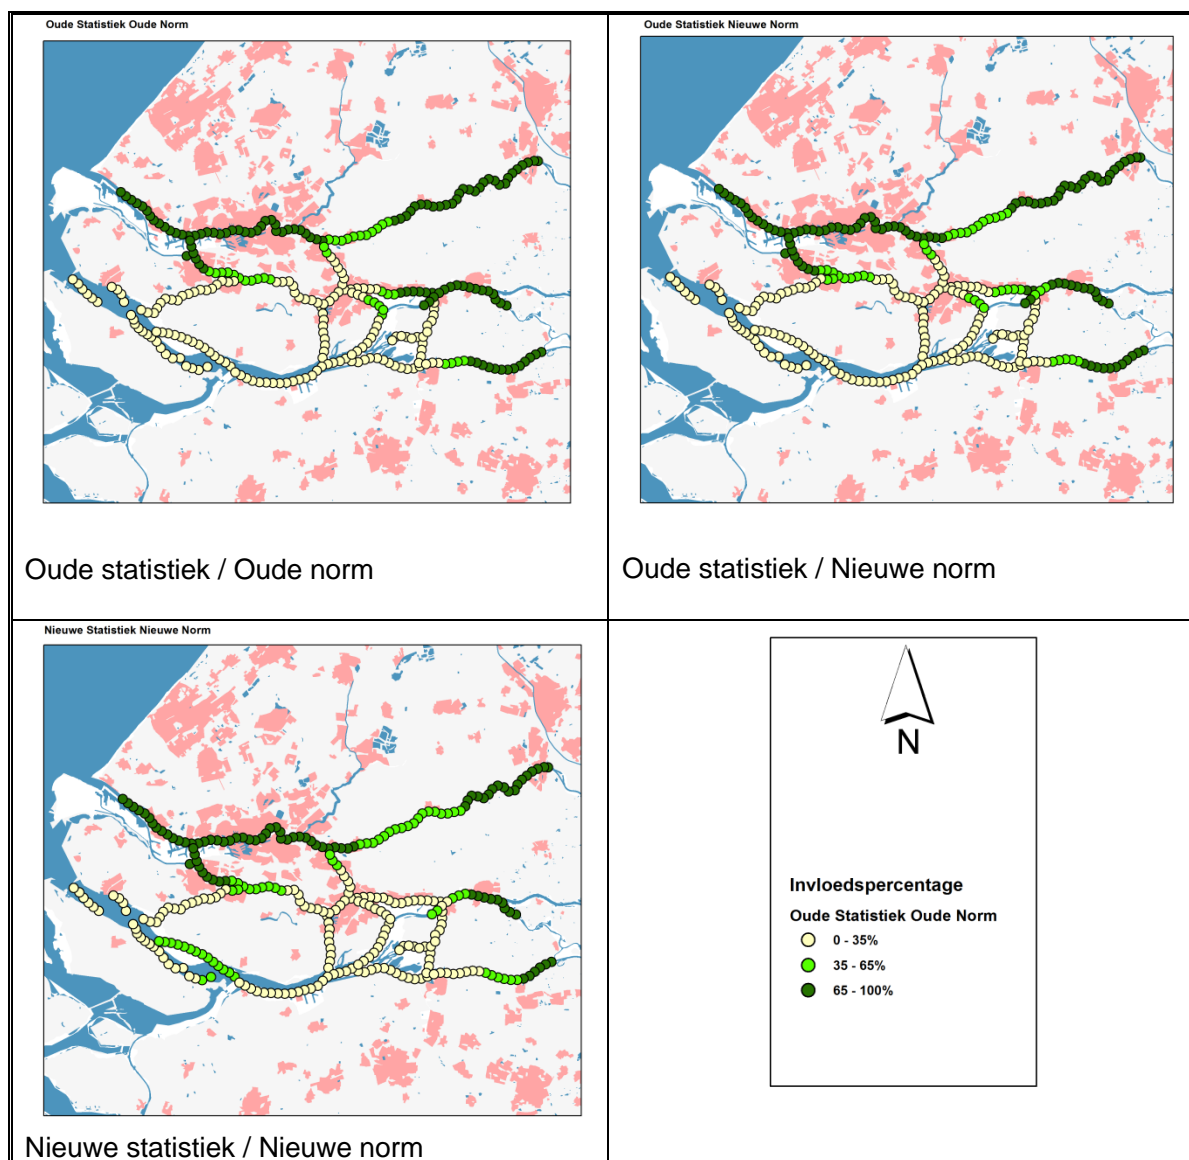 Oude Statistiek Oude Norm
Oude statistiek / Oude norm
Oude Statistiek Nieuwe Norm
Oude statistiek / Nieuwe norm
Nieuwe Statistiek Nieuwe Norm
Nieuwe statistiek / Nieuwe norm
N
Invloedspercentage
Oude Statistiek Oude Norm
0 - 35%
35 - 65%
65 - 100%